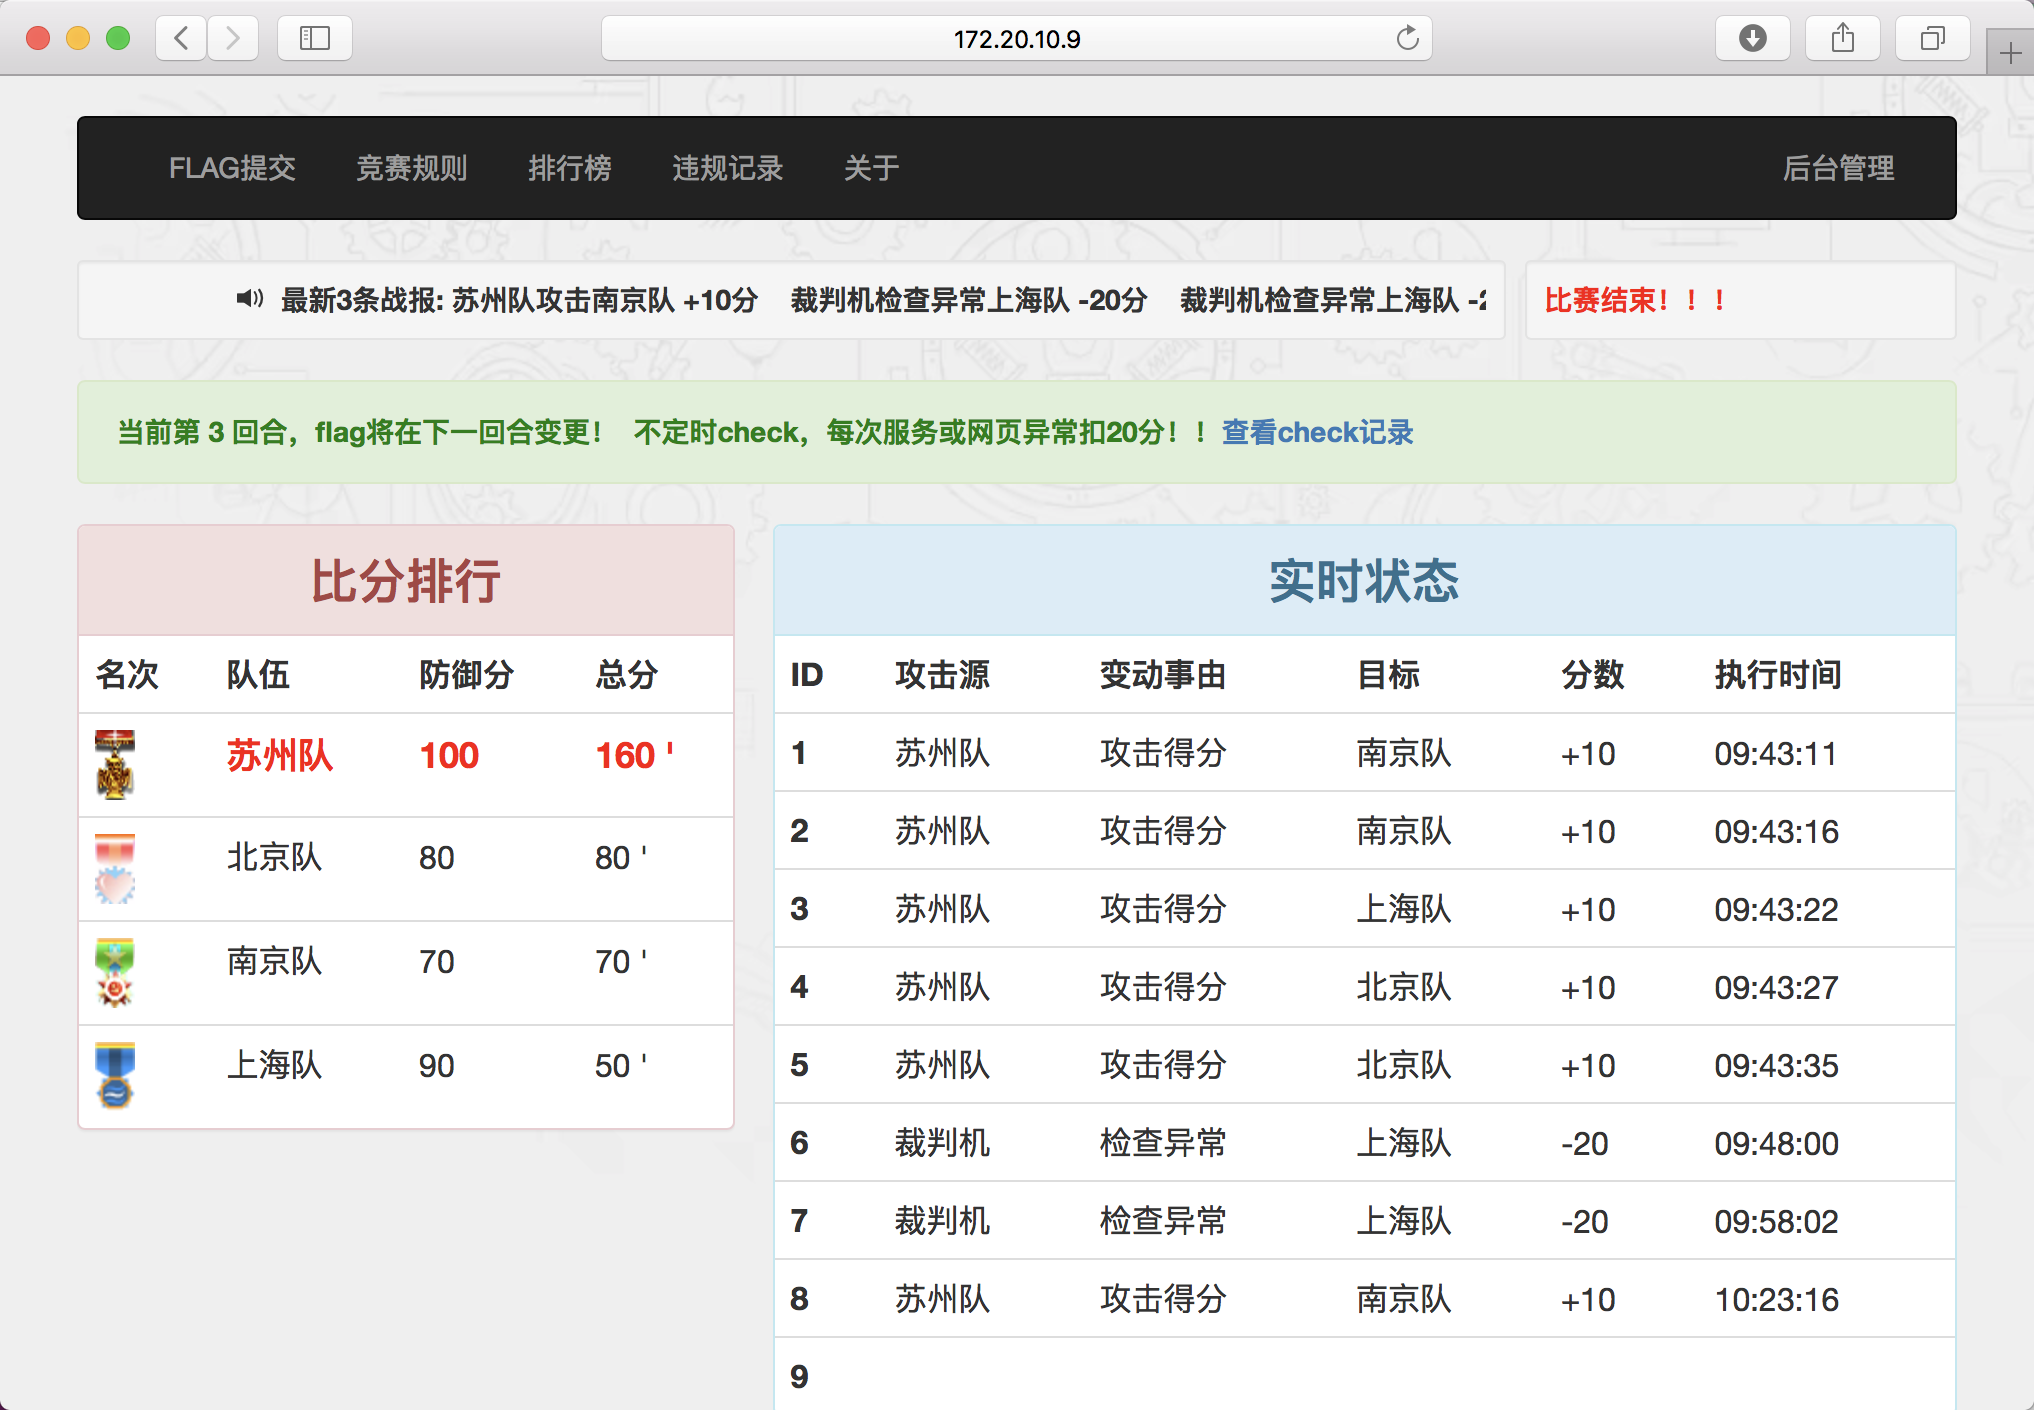 172.20.10.9
FLAG提交 竞赛规则 排行榜 违规记录 关于 后台管理
最新3条战报: 苏州队攻击南京队 +10分 裁判机检查异常上海队 -20分 裁判机检查异常上海队 -2
比赛结束！！！
当前第 3 回合，flag将在下一回合变更！ 不定时check，每次服务或网页异常扣20分！！查看check记录
比分排行
名次 队伍 防御分 总分
苏州队 100 160 '
北京队 80 80 '
南京队 70 70 '
上海队 90 50 '
实时状态
ID 攻击源 变动事由 目标 分数 执行时间
1 苏州队 攻击得分 南京队 +10 09:43:11
2 苏州队 攻击得分 南京队 +10 09:43:16
3 苏州队 攻击得分 上海队 +10 09:43:22
4 苏州队 攻击得分 北京队 +10 09:43:27
5 苏州队 攻击得分 北京队 +10 09:43:35
6 裁判机 检查异常 上海队 -20 09:48:00
7 裁判机 检查异常 上海队 -20 09:58:02
8 苏州队 攻击得分 南京队 +10 10:23:16
9